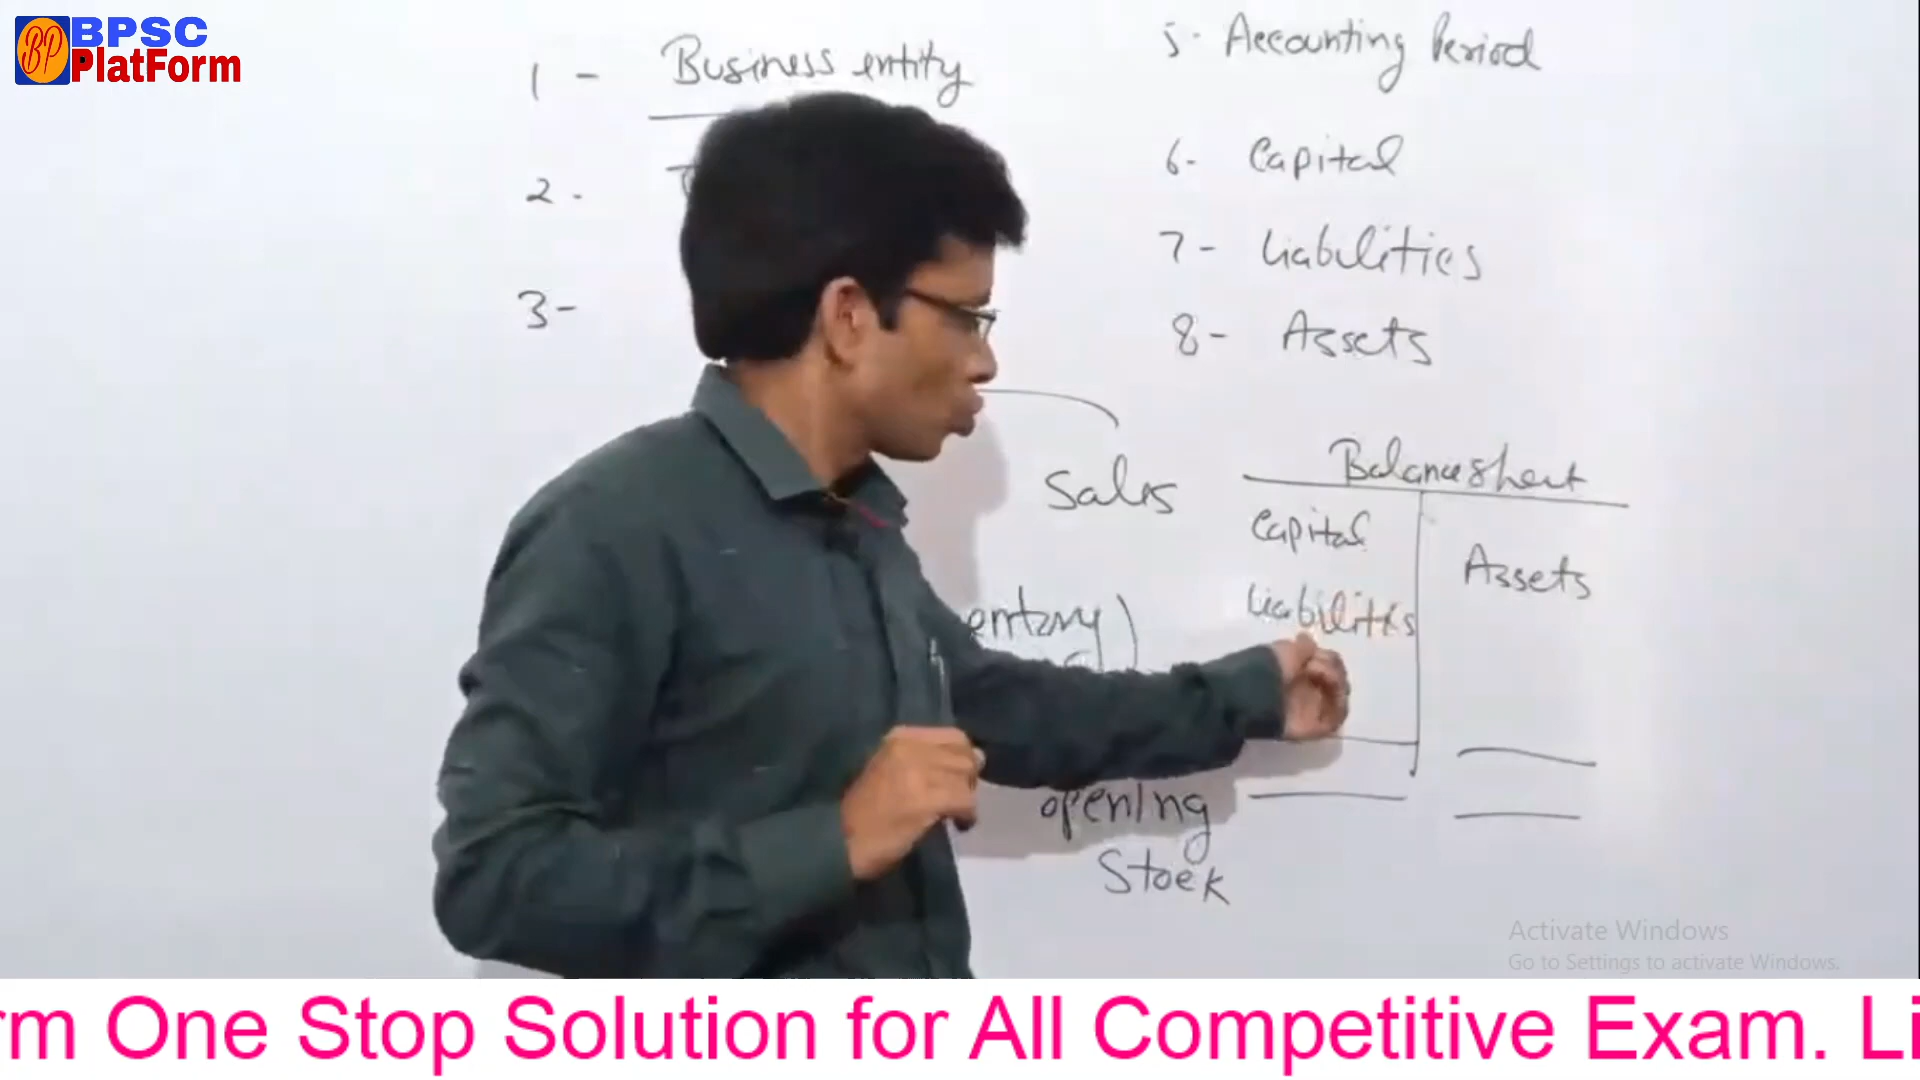 BPSC
PlatForm
1 - Business entity
2 -
3 -
5. Accounting Period
6- Capital
7- Liabilities
8- Assets
Sales
Balance sheet
Capital
Assets
Liabilitis
entory)
opening
Stock
Activate Windows
Go to Settings to activate Windows.
rm One Stop Solution for All Competitive Exam. Li